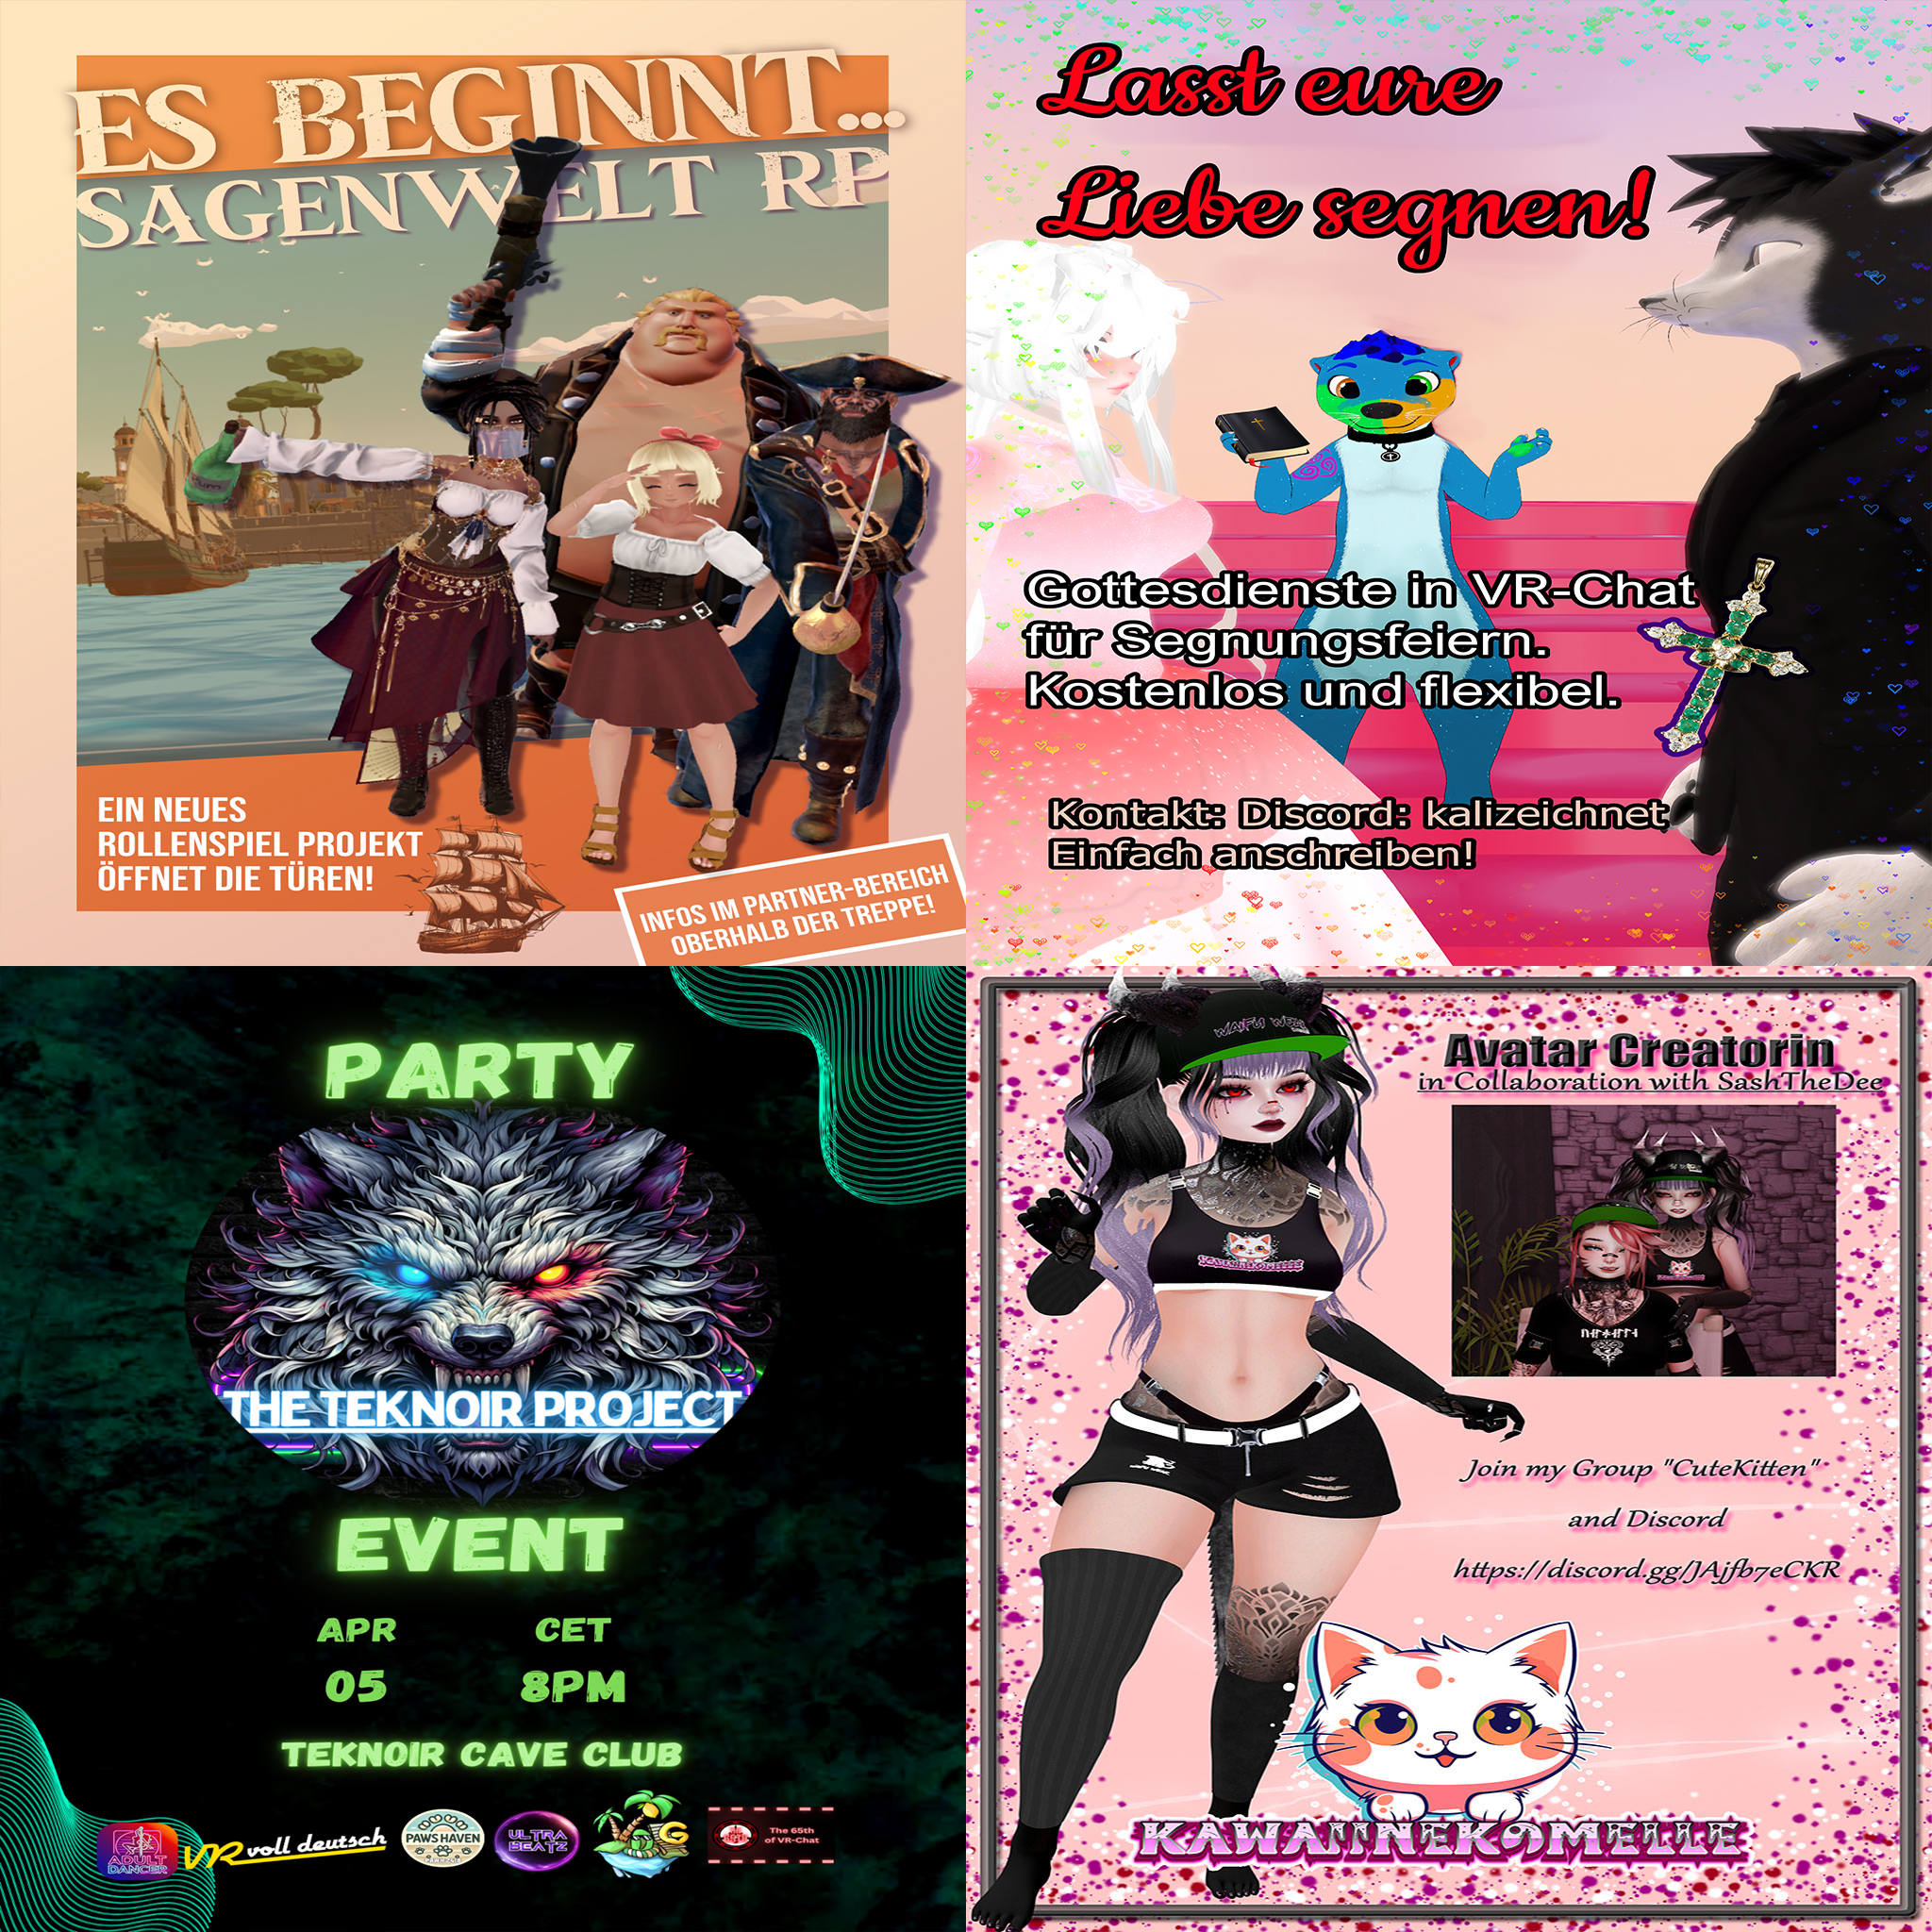 ES BEGINNT...
SAGENWELT RP
rum
EIN NEUES
ROLLENSPIEL PROJEKT
ÖFFNET DIE TÜREN!
INFOS IM PARTNER-BEREICH
OBERHALB DER TREPPE!
Lasst eure
Liebe segnen!
Gottesdienste in VR-Chat
für Segnungsfeiern.
Kostenlos und flexibel.
Kontakt: Discord: kalizeichnet
Einfach anschreiben!
PARTY
THE TEKNOIR PROJECT
EVENT
APR
CET
05
8PM
TEKNOIR CAVE CLUB
ADULT
DANCER
VR voll deutsch
PAWS HAVEN
ULTRA
BEATZ
G
The 65th
of VR-Chat
Avatar Creatorin
in Collaboration with SashTheDee
WAIFU
KAWAIINEKOMELLE
Join my Group "CuteKitten"
and Discord
https://discord.gg/JAjfb7eCKR
KAWAIINEKOMELLE